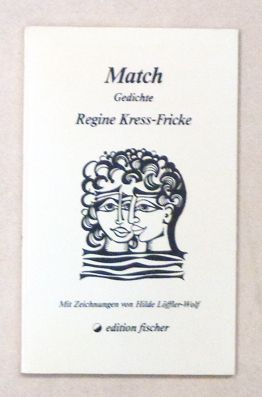 Match
Gedichte
Regine Kress-Fricke
Mit Zeichnungen von Hilde Löffler-Wolf
edition fischer